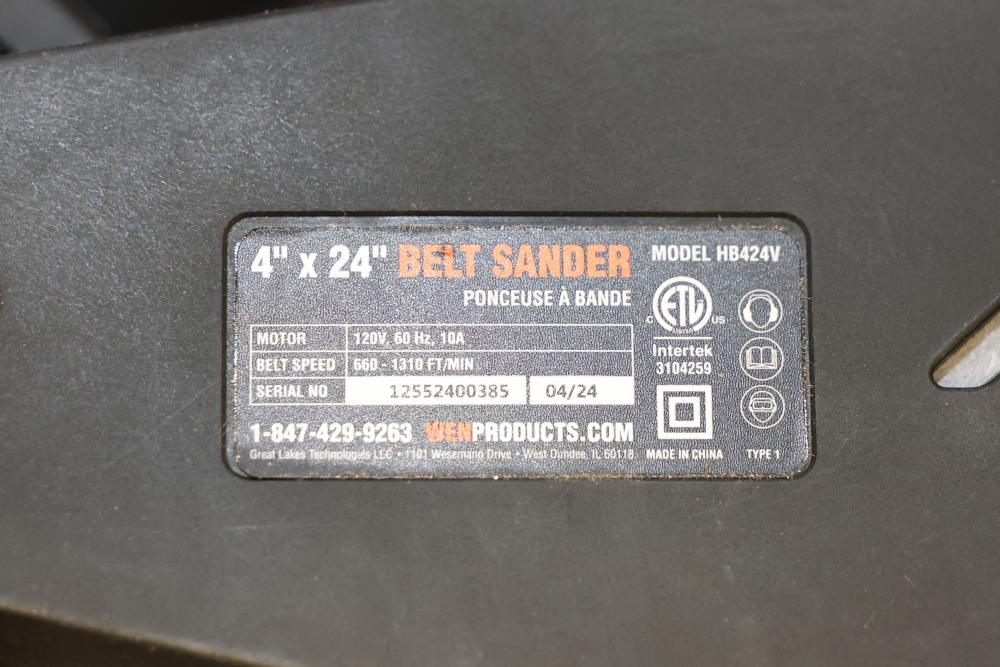 4" x 24" BELT SANDER
PONCEUSE À BANDE
MODEL HB424V
MOTOR 120V, 60 Hz, 10A
BELT SPEED 660 - 1310 FT/MIN
SERIAL NO 12552400385 04/24
C ETL US
Intertek
3104259
1-847-429-9263 WENPRODUCTS.COM
Great Lakes Technologies LLC • 1101 Wesemann Drive • West Dundee, IL 60118
MADE IN CHINA TYPE 1